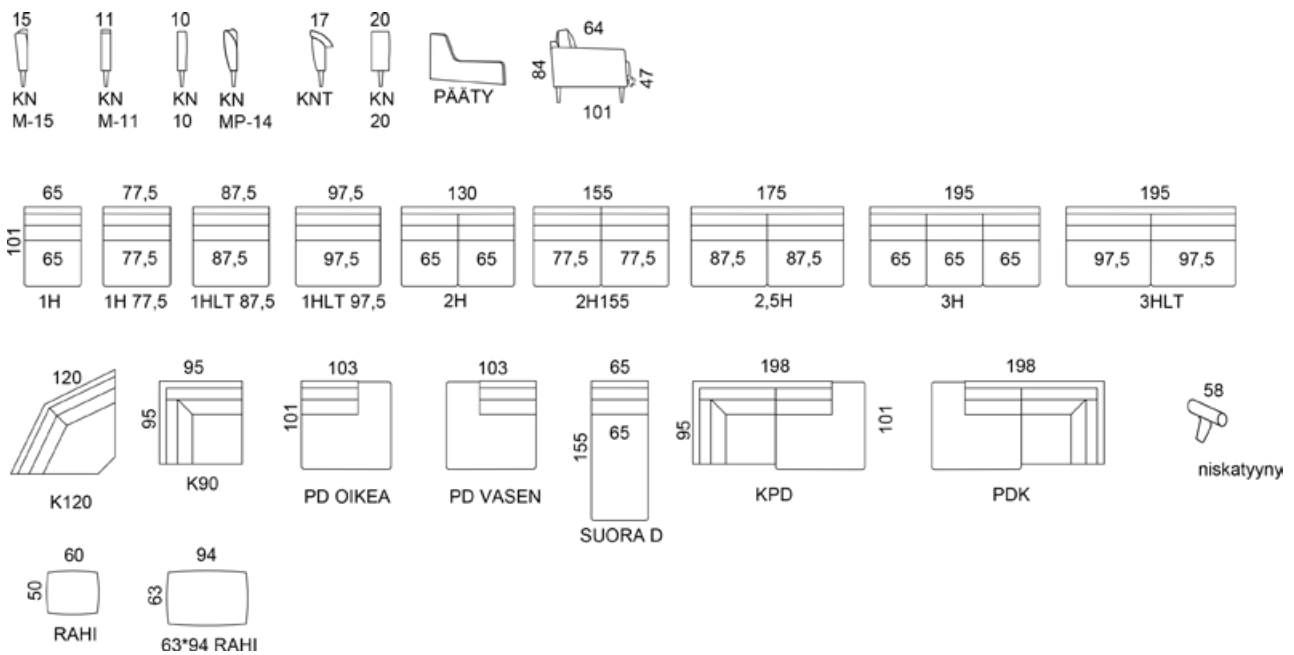 15 11 10 17 20
64
84
47
101
KN KN KN KN KNT KN PÄÄTY
M-15 M-11 10 MP-14 20
65 77,5 87,5 97,5 130 155 175 195 195
101
65 77,5 87,5 97,5 65 65 77,5 77,5 87,5 87,5 65 65 65 97,5 97,5
1H 1H 77,5 1HLT 87,5 1HLT 97,5 2H 2H155 2,5H 3H 3HLT
120 95 103 103 65 198 198 58
95 101 65 155 95 101
K120 K90 PD OIKEA PD VASEN SUORA D KPD PDK niskatyyny
60 94
50 63
RAHI 63*94 RAHI